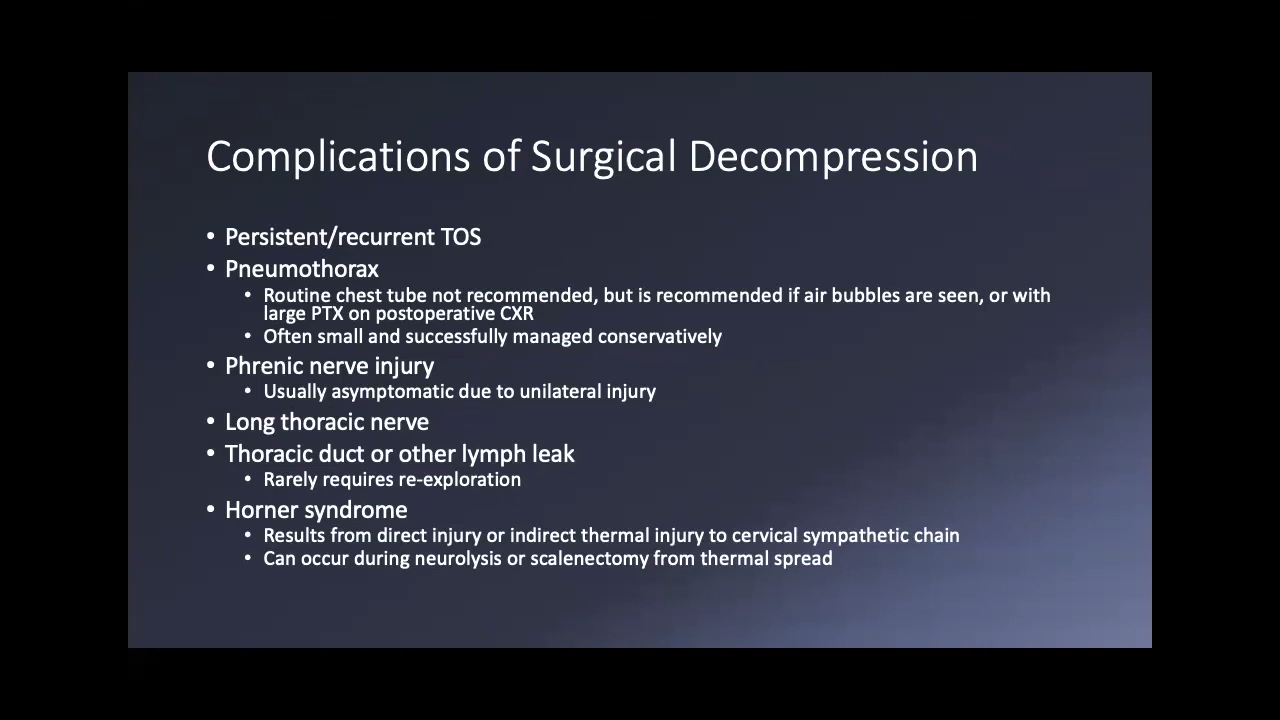 Complications of Surgical Decompression
• Persistent/recurrent TOS
• Pneumothorax
• Routine chest tube not recommended, but is recommended if air bubbles are seen, or with
large PTX on postoperative CXR
• Often small and successfully managed conservatively
• Phrenic nerve injury
• Usually asymptomatic due to unilateral injury
• Long thoracic nerve
• Thoracic duct or other lymph leak
• Rarely requires re-exploration
• Horner syndrome
• Results from direct injury or indirect thermal injury to cervical sympathetic chain
• Can occur during neurolysis or scalenectomy from thermal spread